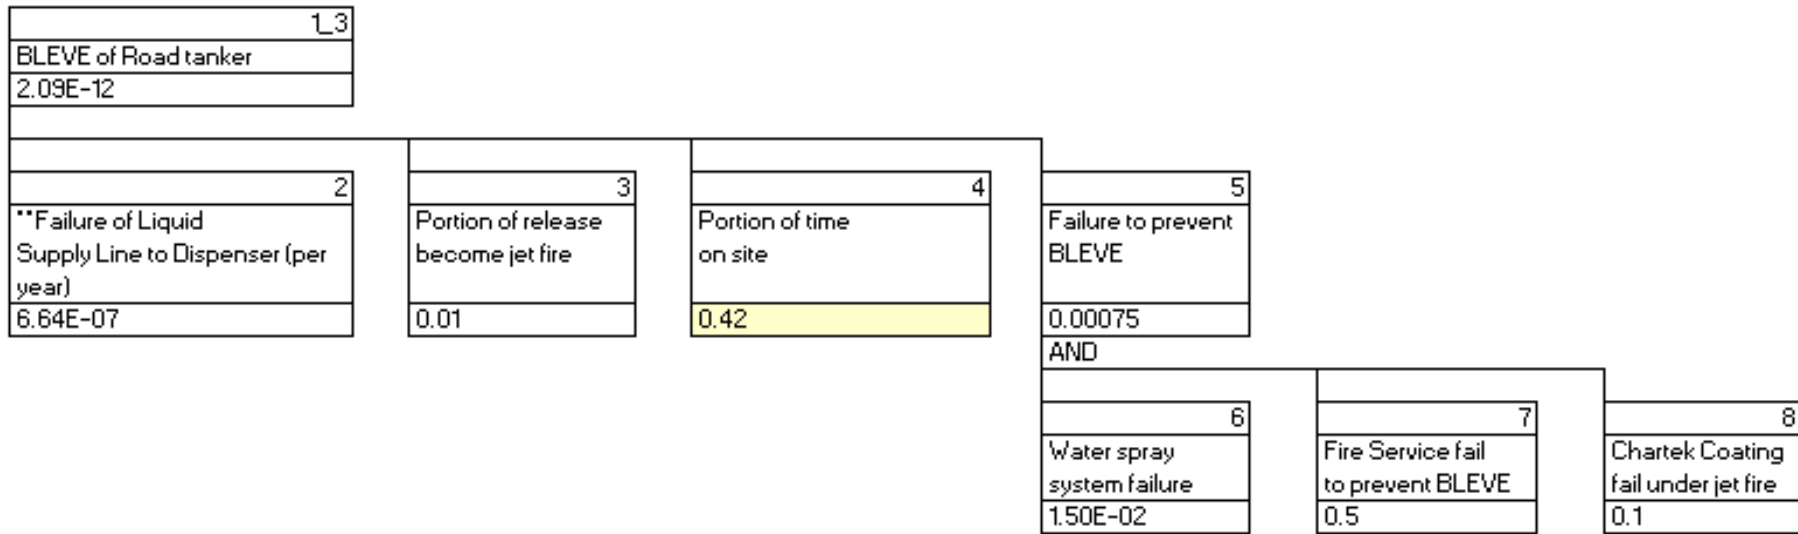 1_3
BLEVE of Road tanker
2.09E-12
2
**Failure of Liquid
Supply Line to Dispenser (per
year)
6.64E-07
3
Portion of release
become jet fire
0.01
4
Portion of time
on site
0.42
5
Failure to prevent
BLEVE
0.00075
AND
6
Water spray
system failure
1.50E-02
7
Fire Service fail
to prevent BLEVE
0.5
8
Chartek Coating
fail under jet fire
0.1